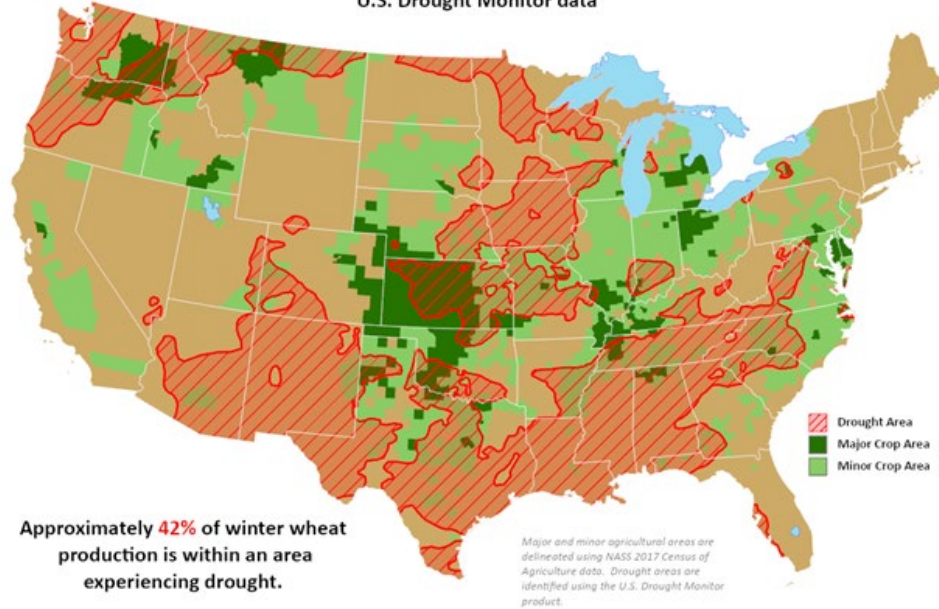 U.S. Drought Monitor data
Drought Area
Major Crop Area
Minor Crop Area
Approximately 42% of winter wheat
production is within an area
experiencing drought.
Major and minor agricultural areas are
delineated using NASS 2017 Census of
Agriculture data. Drought areas are
identified using the U.S. Drought Monitor
product.